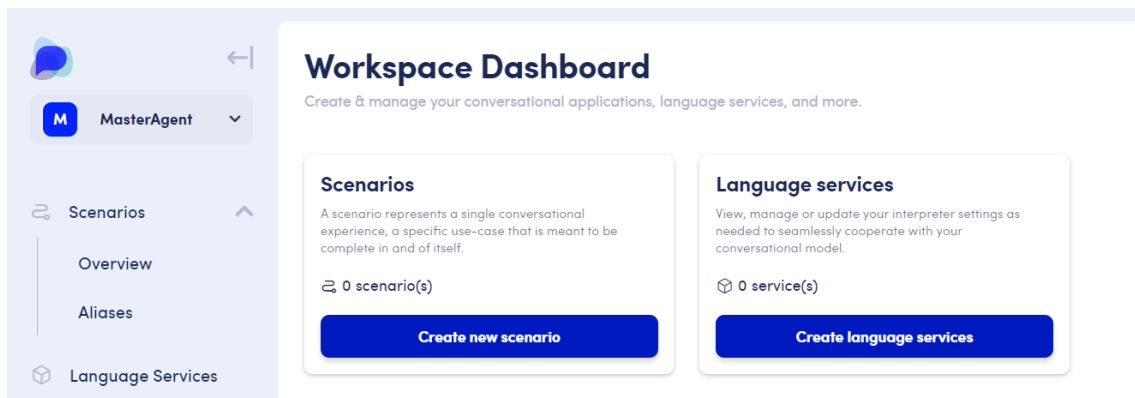 Workspace Dashboard
Create & manage your conversational applications, language services, and more.
M MasterAgent
Scenarios
Overview
Aliases
Language Services
Scenarios
A scenario represents a single conversational
experience, a specific use-case that is meant to be
complete in and of itself.
0 scenario(s)
Create new scenario
Language services
View, manage or update your interpreter settings as
needed to seamlessly cooperate with your
conversational model.
0 service(s)
Create language services